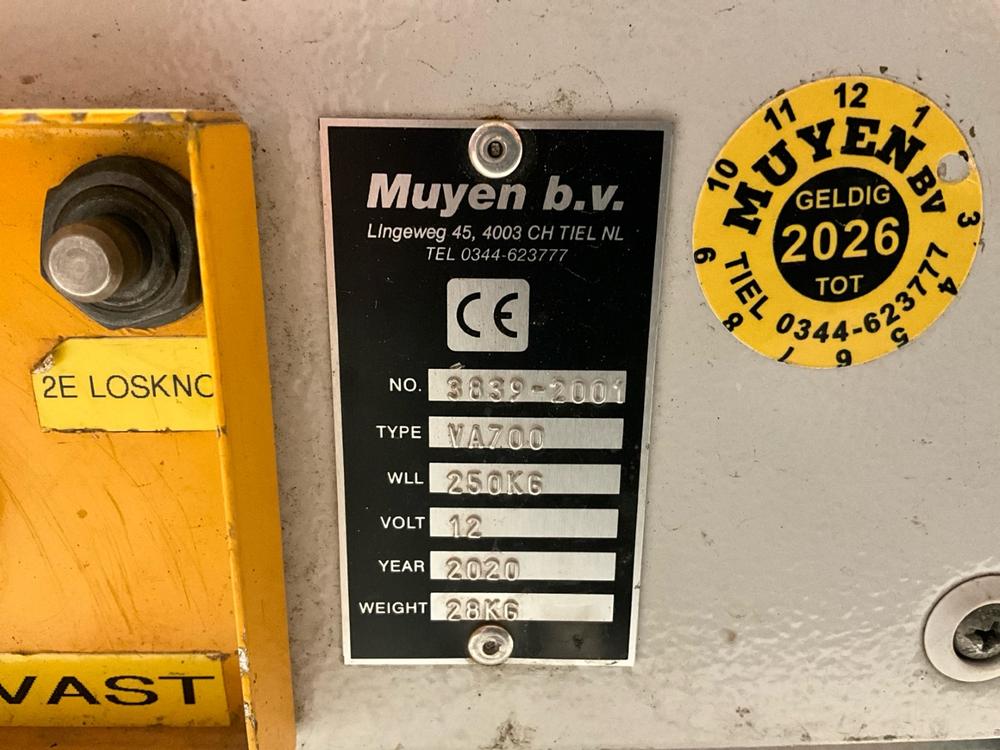 2E LOSKNO
VAST
Muyen b.v.
Lingeweg 45, 4003 CH TIEL NL
TEL 0344-623777
CE
NO. 3839-2001
TYPE VA700
WLL 250KG
VOLT 12
YEAR 2020
WEIGHT 28KG
MUYEN BV
GELDIG
2026
TOT
TIEL 0344-623777
10 11 12 1 3 4 5 6 7 8 9